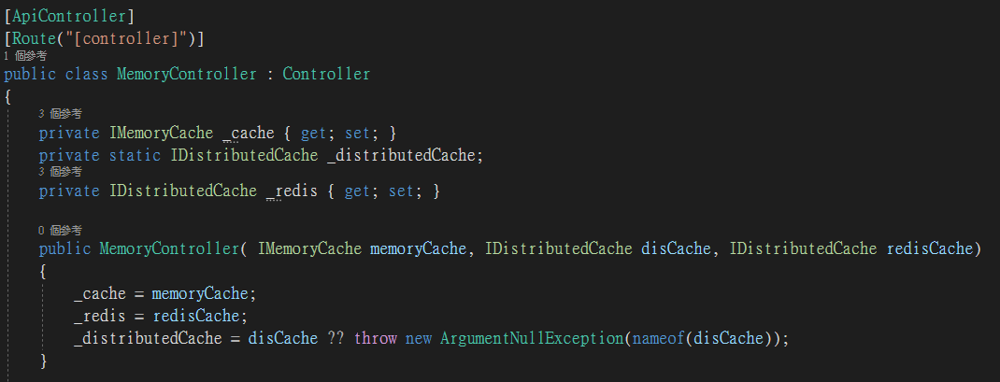 [ApiController]
[Route("[controller]")]
1 個參考
public class MemoryController : Controller
{
3 個參考
private IMemoryCache _cache { get; set; }
private static IDistributedCache _distributedCache;
3 個參考
private IDistributedCache _redis { get; set; }
0 個參考
public MemoryController( IMemoryCache memoryCache, IDistributedCache disCache, IDistributedCache redisCache)
{
_cache = memoryCache;
_redis = redisCache;
_distributedCache = disCache ?? throw new ArgumentNullException(nameof(disCache));
}